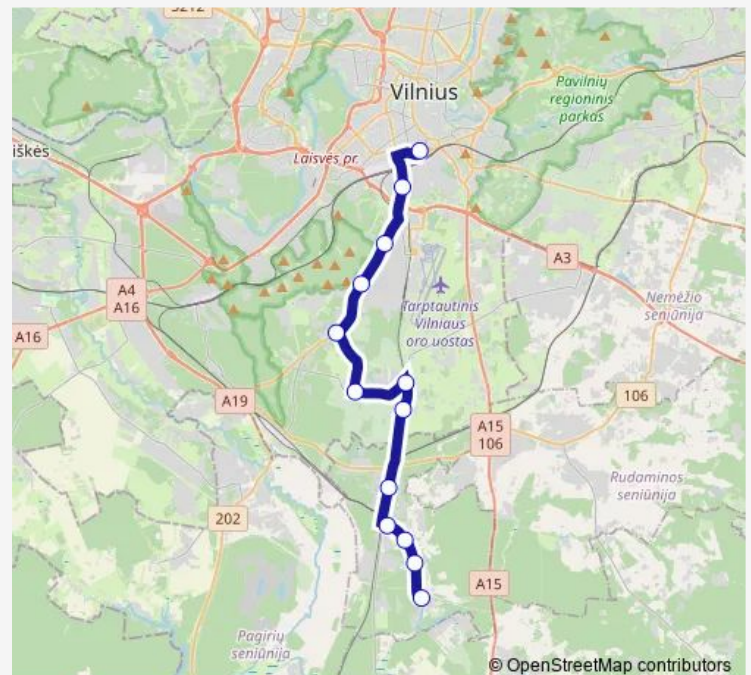 5212
Vilnius
Pavilnių
regioninis
parkas
iškės
Laisvės pr.
A3
A4
A16
Tarptautinis
Vilniaus
oro uostas
Nemėžio
seniūnija
A16
A19
106
A15
106
Rudaminos
seniūnija
202
A15
Pagirių
seniūnija
© OpenStreetMap contributors